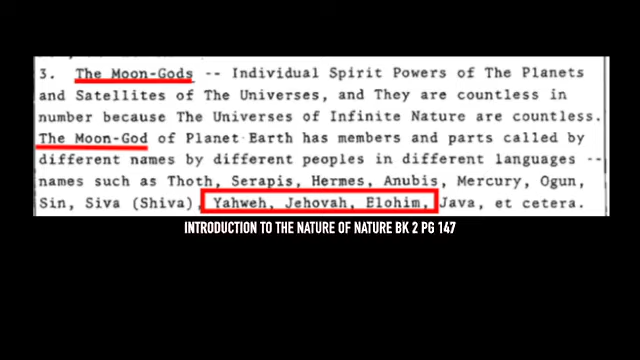 3. The Moon-Gods -- Individual Spirit Powers of The Planets
and Satellites of The Universes, and They are countless in
number because The Universes of Infinite Nature are countless.
The Moon-God of Planet Earth has members and parts called by
different names by different peoples in different languages --
names such as Thoth, Serapis, Hermes, Anubis, Mercury, Ogun,
Sin, Siva (Shiva), Yahweh, Jehovah, Elohim, Java, et cetera.
INTRODUCTION TO THE NATURE OF NATURE BK 2 PG 147